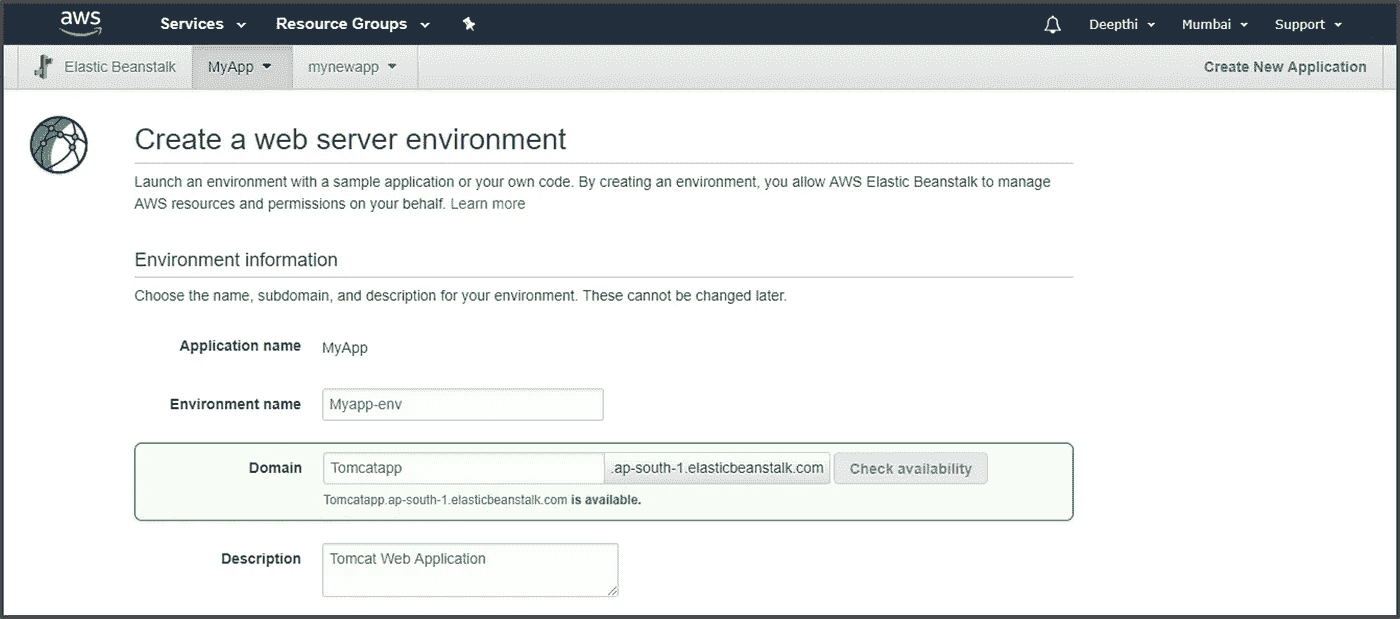 aws Services Resource Groups Deepthi Mumbai Support
Elastic Beanstalk MyApp mynewapp Create New Application
Create a web server environment
Launch an environment with a sample application or your own code. By creating an environment, you allow AWS Elastic Beanstalk to manage
AWS resources and permissions on your behalf. Learn more
Environment information
Choose the name, subdomain, and description for your environment. These cannot be changed later.
Application name MyApp
Environment name Myapp-env
Domain Tomcatapp .ap-south-1.elasticbeanstalk.com Check availability
Tomcatapp.ap-south-1.elasticbeanstalk.com is available.
Description Tomcat Web Application